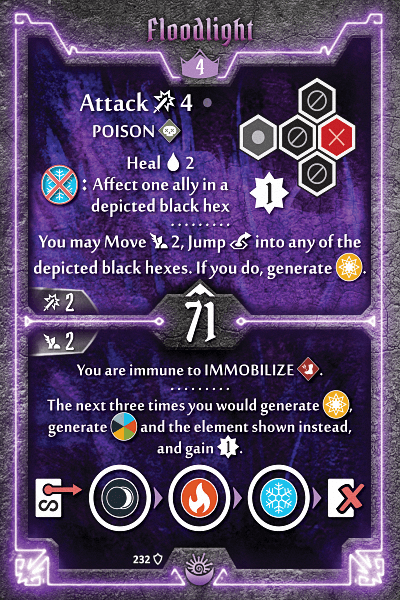 Floodlight
4
Attack 4
POISON
Heal 2
: Affect one ally in a
depicted black hex
1
You may Move 2, Jump into any of the
depicted black hexes. If you do, generate .
2
71
2
You are immune to IMMOBILIZE .
The next three times you would generate ,
generate and the element shown instead,
and gain 1.
S
232